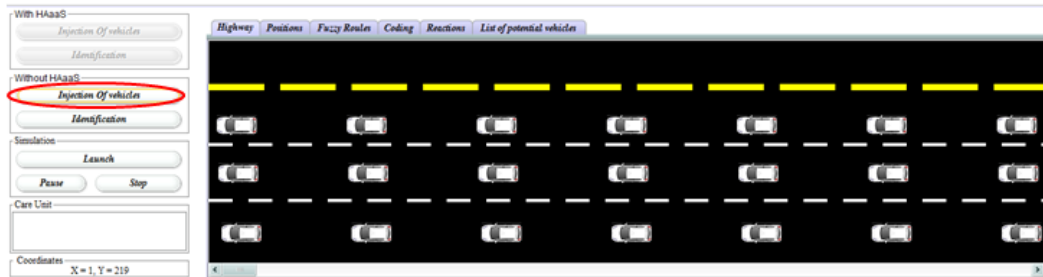 With HAaaS
Injection Of vehicles
Identification
Without HAaaS
Injection Of vehicles
Identification
Simulation
Launch
Pause Stop
Care Unit
Coordinates
X = 1, Y = 219
Highway Positions Fuzzy Roules Coding Reactions List of potential vehicles